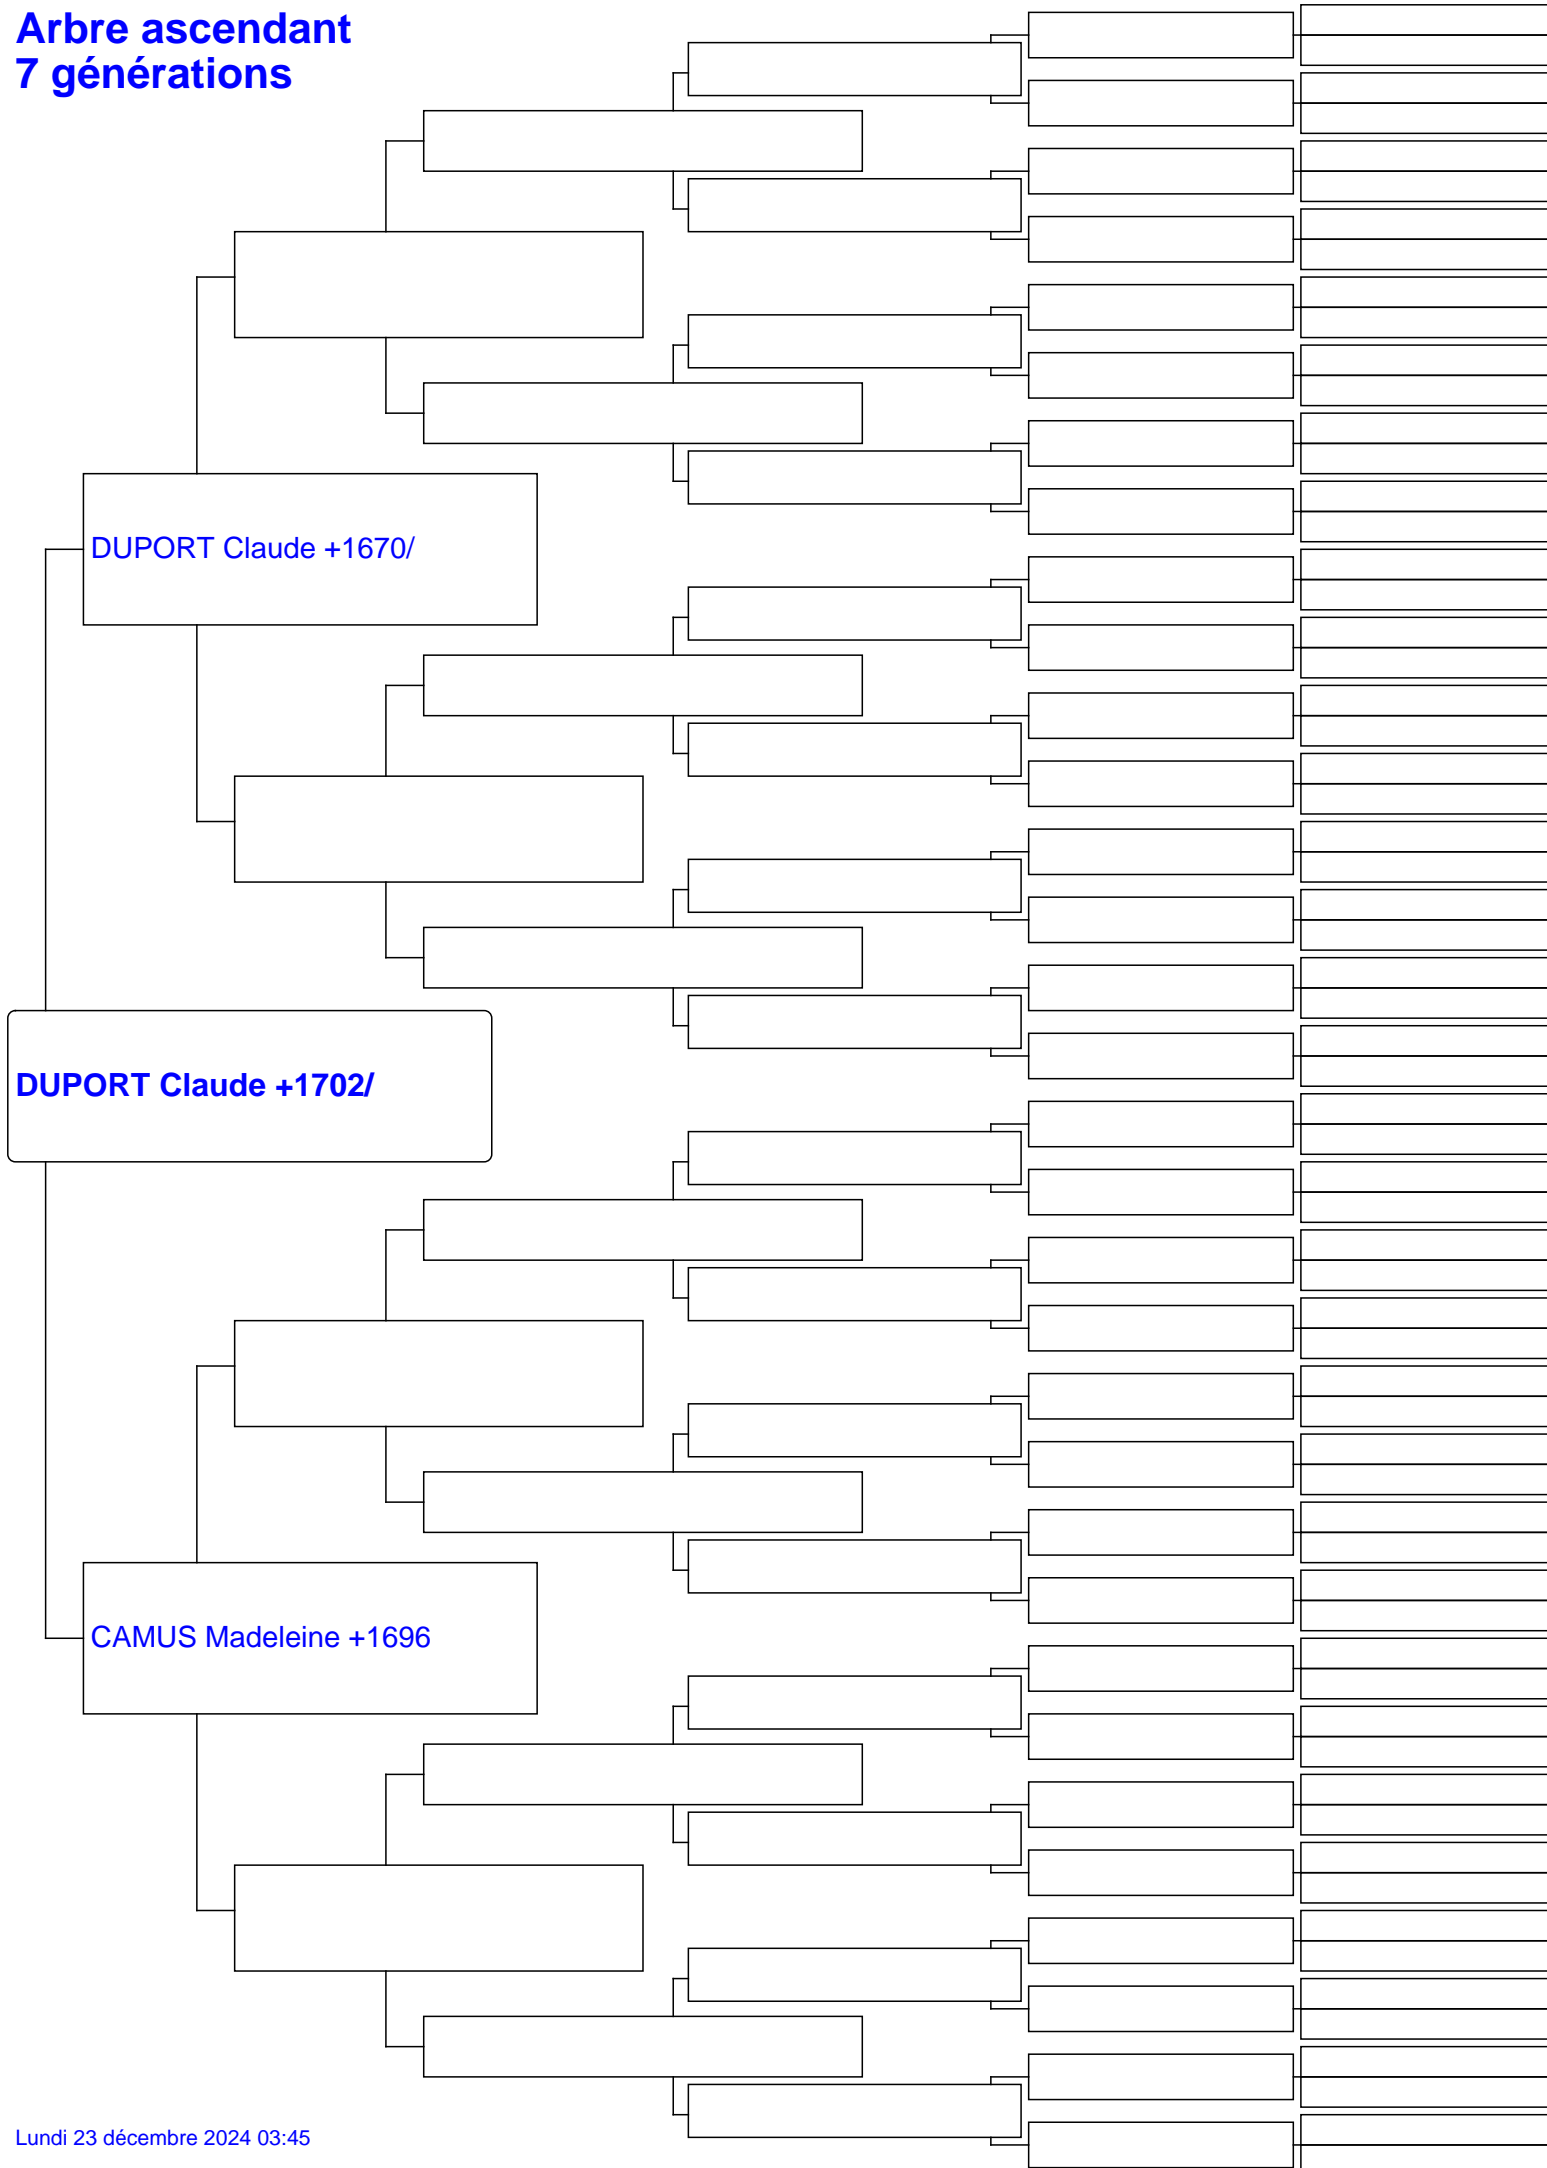 Arbre ascendant
7 générations
DUPORT Claude +1670/
DUPORT Claude +1702/
CAMUS Madeleine +1696
Lundi 23 décembre 2024 03:45